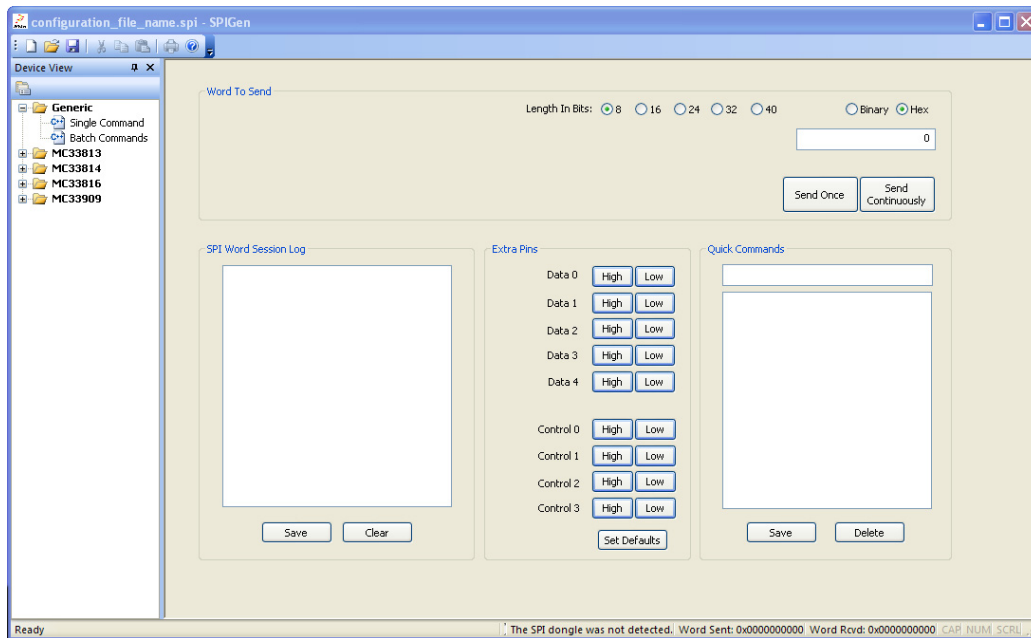 configuration_file_name.spi - SPIGen
Device View
Generic
Single Command
Batch Commands
MC33813
MC33814
MC33816
MC33909
Word To Send
Length In Bits: 8 16 24 32 40 Binary Hex
0
Send Once
Send
Continuously
SPI Word Session Log
Save Clear
Extra Pins
Data 0 High Low
Data 1 High Low
Data 2 High Low
Data 3 High Low
Data 4 High Low
Control 0 High Low
Control 1 High Low
Control 2 High Low
Control 3 High Low
Set Defaults
Quick Commands
Save Delete
Ready The SPI dongle was not detected. Word Sent: 0x0000000000 Word Rcvd: 0x0000000000 CAP NUM SCRL